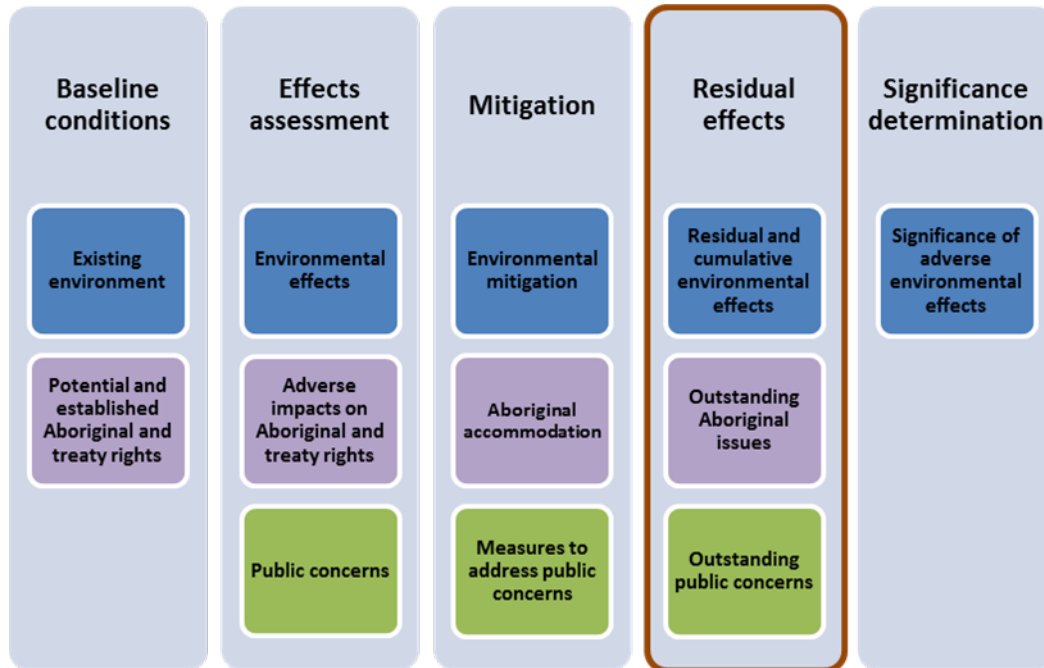 Baseline
conditions
Effects
assessment
Mitigation
Residual
effects
Significance
determination
Existing
environment
Environmental
effects
Environmental
mitigation
Residual and
cumulative
environmental
effects
Significance of
adverse
environmental
effects
Potential and
established
Aboriginal and
treaty rights
Adverse
impacts on
Aboriginal and
treaty rights
Aboriginal
accommodation
Outstanding
Aboriginal
issues
Public concerns
Measures to
address public
concerns
Outstanding
public concerns